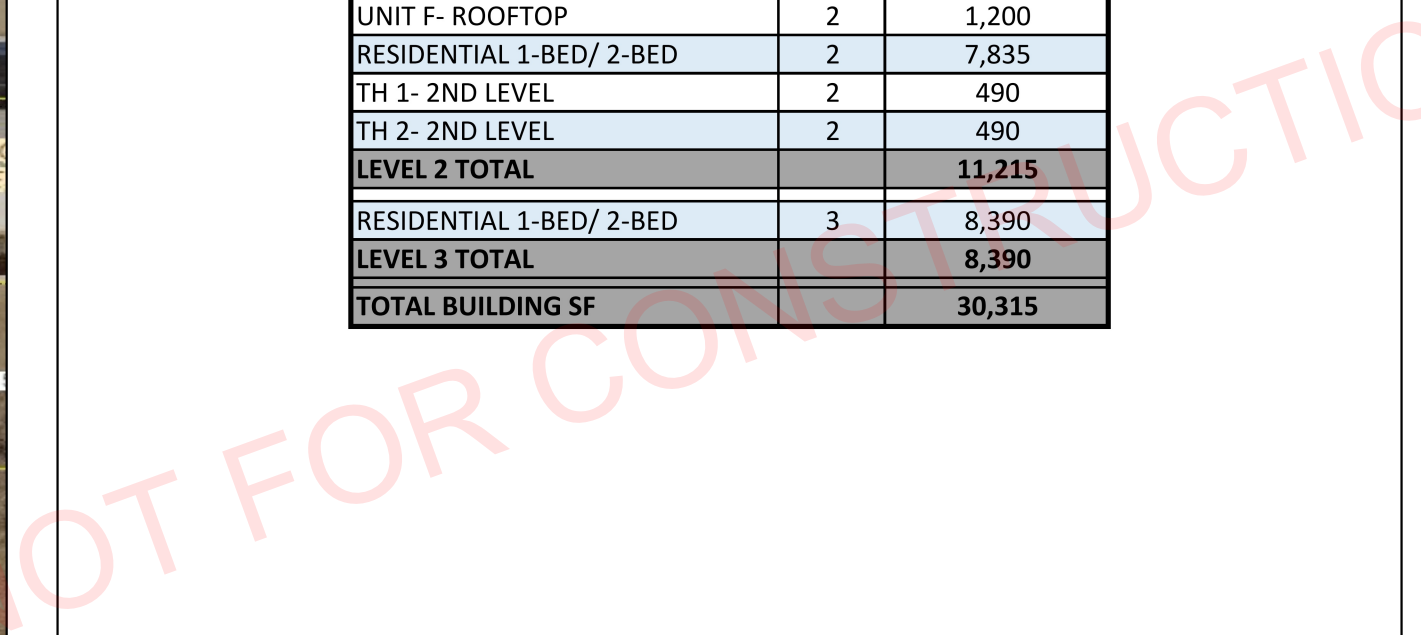 UNIT F- ROOFTOP 2 1,200
RESIDENTIAL 1-BED/ 2-BED 2 7,835
TH 1- 2ND LEVEL 2 490
TH 2- 2ND LEVEL 2 490
LEVEL 2 TOTAL 11,215
RESIDENTIAL 1-BED/ 2-BED 3 8,390
LEVEL 3 TOTAL 8,390
TOTAL BUILDING SF 30,315
OT FOR CONSTRUCTIO